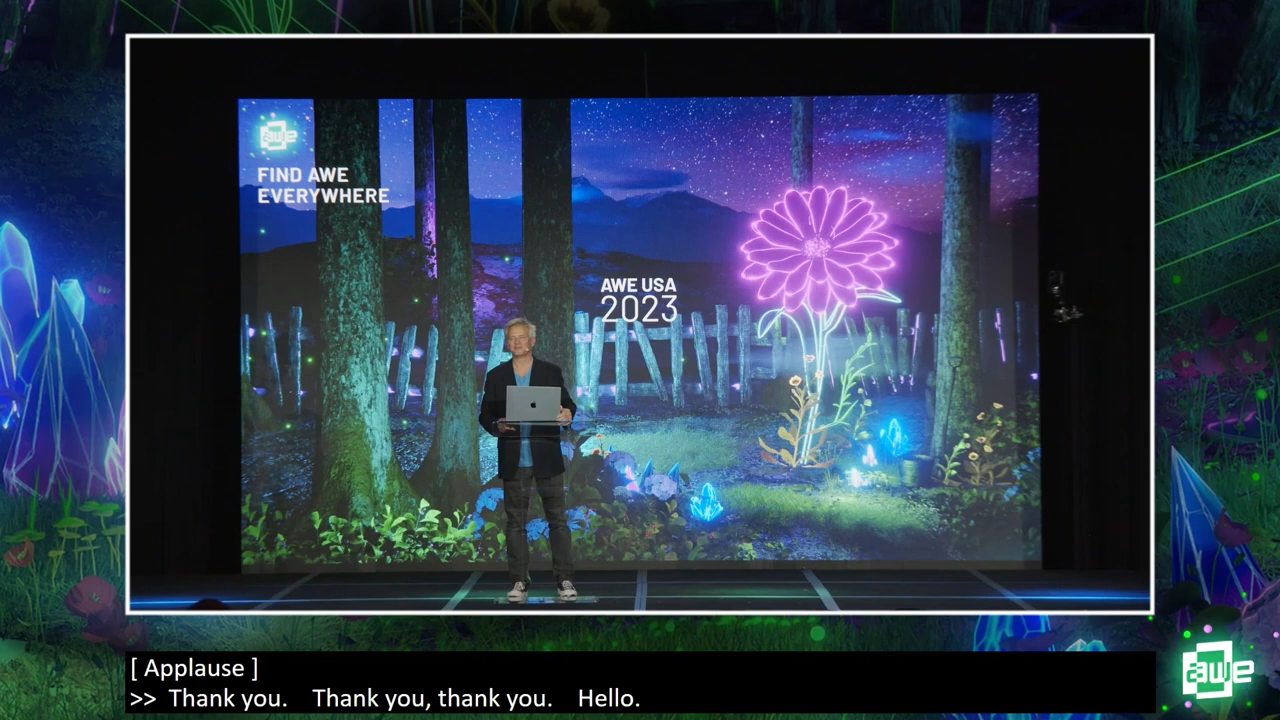 awe
FIND AWE
EVERYWHERE
AWE USA
2023
[ Applause ]
>> Thank you. Thank you, thank you. Hello.
awe